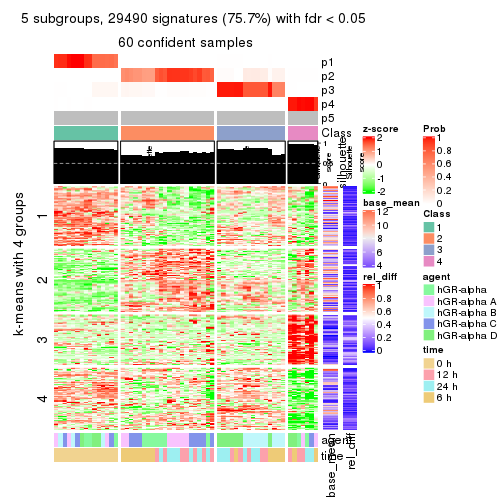 5 subgroups, 29490 signatures (75.7%) with fdr < 0.05
60 confident samples
p1
p2
p3
p4
p5
Class
1
0.5
0
silhouette
score
k-means with 4 groups
1
2
3
4
agent
time
base_mean
rel_diff
z-score
2
1
0
-1
-2
base_mean
12
10
8
6
4
rel_diff
1
0.8
0.6
0.4
0.2
0
Prob
1
0.8
0.6
0.4
0.2
0
Class
1
2
3
4
agent
hGR-alpha
hGR-alpha A
hGR-alpha B
hGR-alpha C
hGR-alpha D
time
0 h
12 h
24 h
6 h